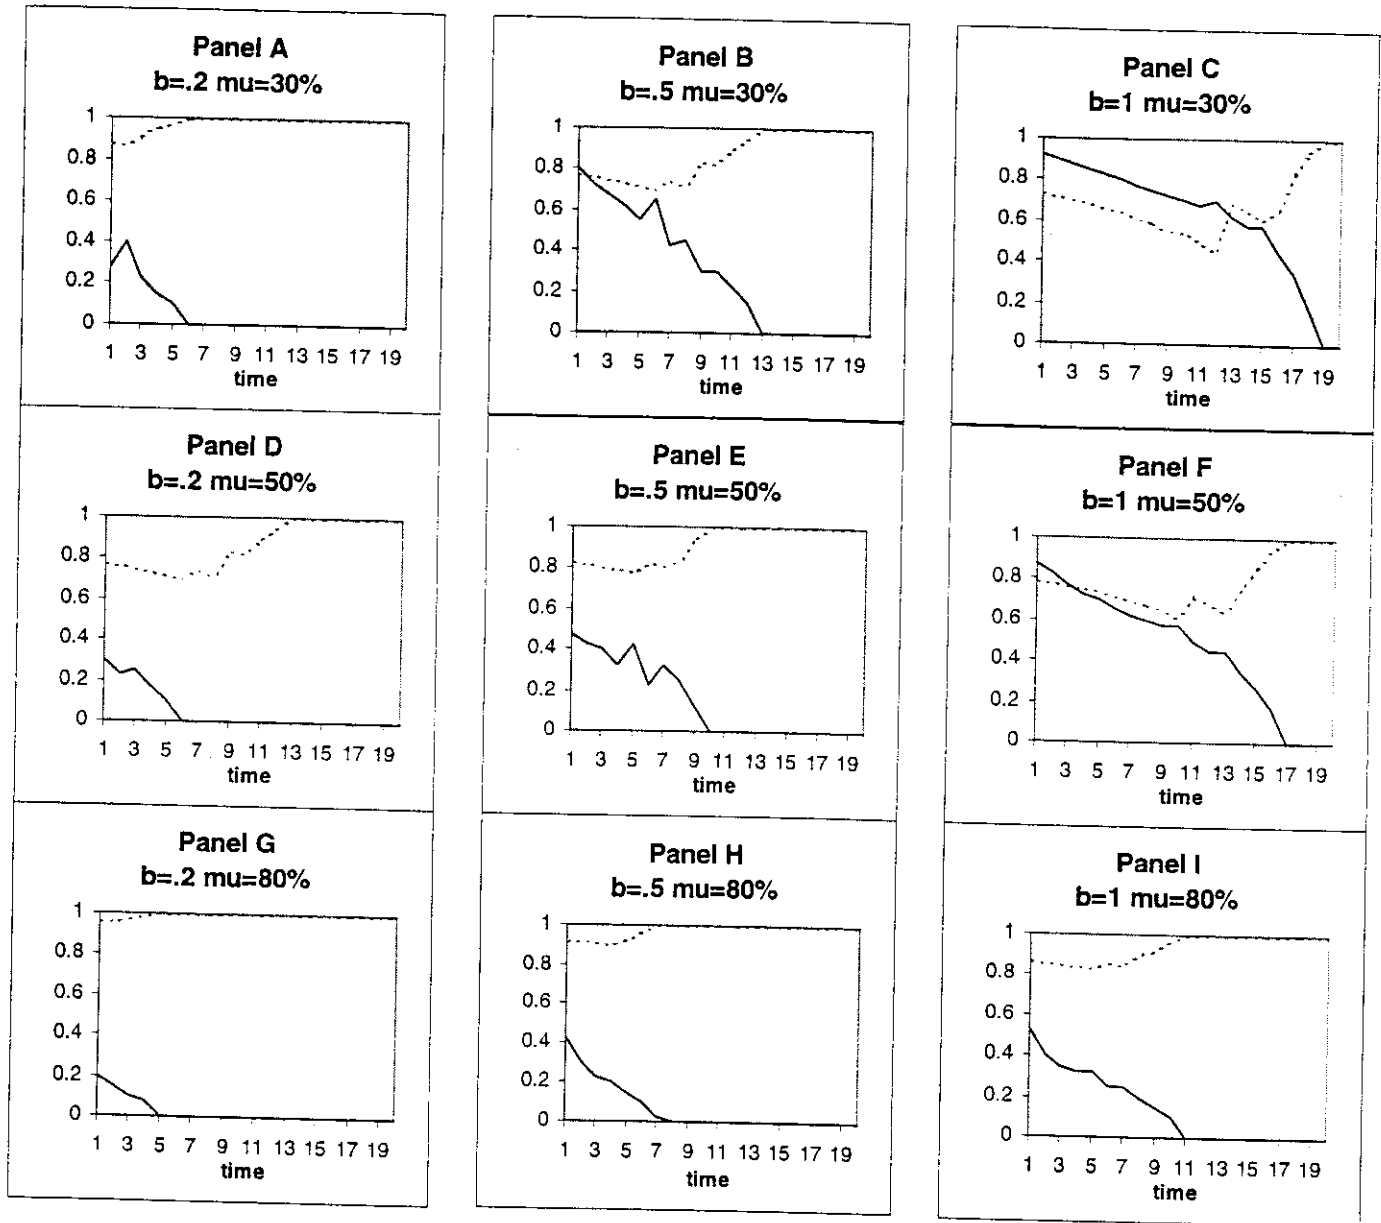 Panel A
b=.2 mu=30%
1
0.8
0.6
0.4
0.2
0
1 3 5 7 9 11 13 15 17 19
time
Panel B
b=.5 mu=30%
1
0.8
0.6
0.4
0.2
0
1 3 5 7 9 11 13 15 17 19
time
Panel C
b=1 mu=30%
1
0.8
0.6
0.4
0.2
0
1 3 5 7 9 11 13 15 17 19
time
Panel D
b=.2 mu=50%
1
0.8
0.6
0.4
0.2
0
1 3 5 7 9 11 13 15 17 19
time
Panel E
b=.5 mu=50%
1
0.8
0.6
0.4
0.2
0
1 3 5 7 9 11 13 15 17 19
time
Panel F
b=1 mu=50%
1
0.8
0.6
0.4
0.2
0
1 3 5 7 9 11 13 15 17 19
time
Panel G
b=.2 mu=80%
1
0.8
0.6
0.4
0.2
0
1 3 5 7 9 11 13 15 17 19
time
Panel H
b=.5 mu=80%
1
0.8
0.6
0.4
0.2
0
1 3 5 7 9 11 13 15 17 19
time
Panel I
b=1 mu=80%
1
0.8
0.6
0.4
0.2
0
1 3 5 7 9 11 13 15 17 19
time